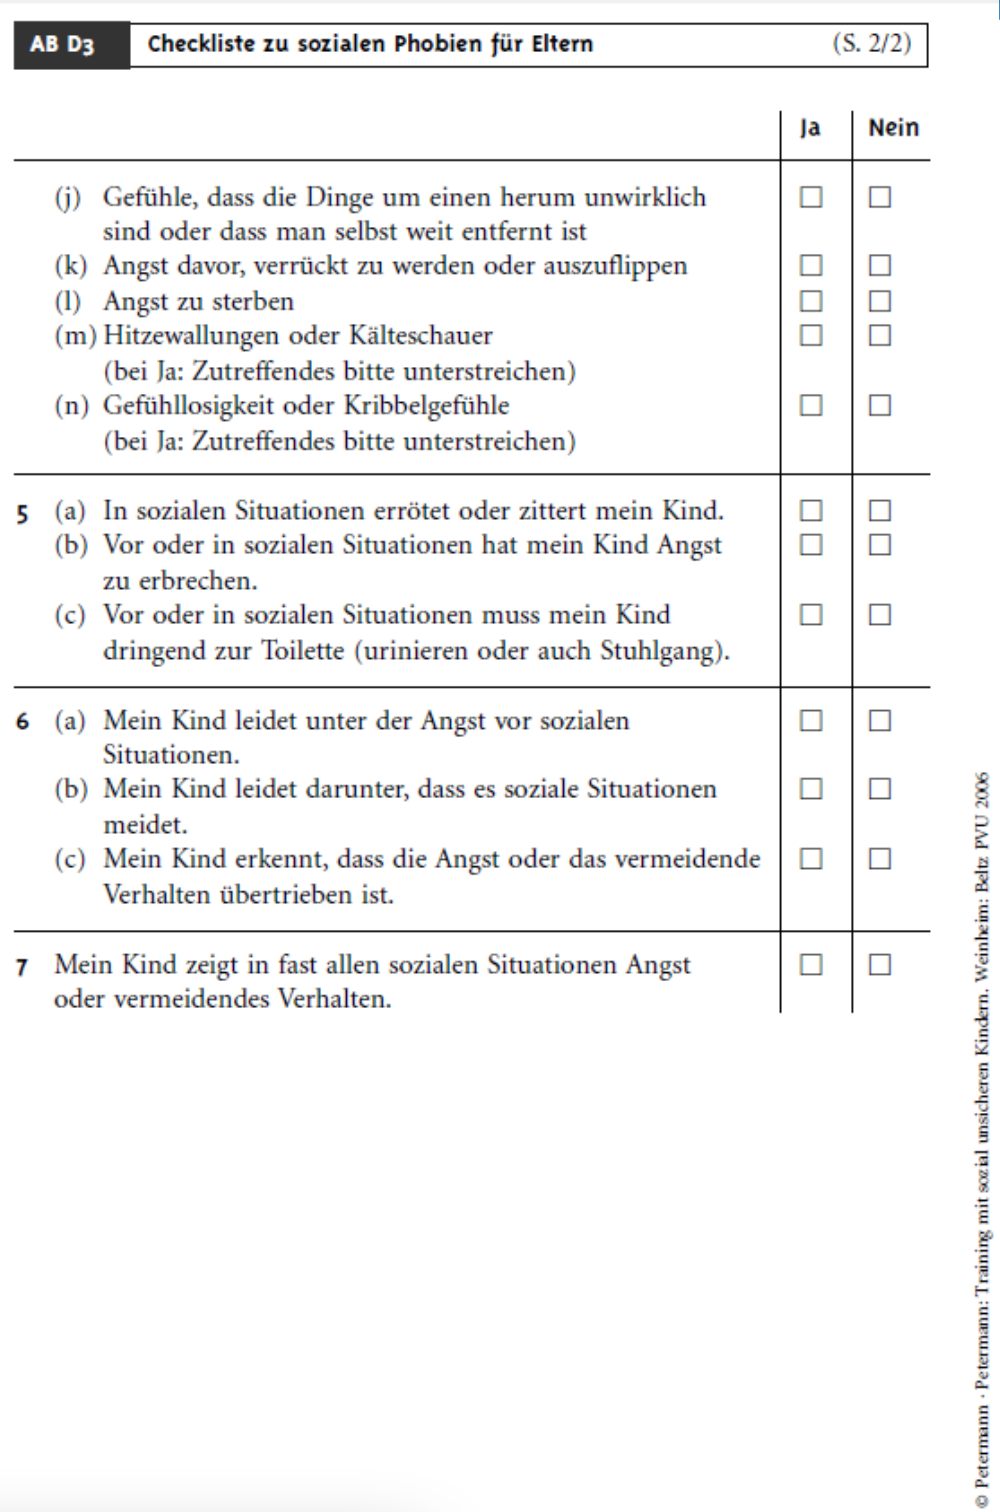 AB D3 Checkliste zu sozialen Phobien für Eltern (S. 2/2)
Ja Nein
(j) Gefühle, dass die Dinge um einen herum unwirklich
sind oder dass man selbst weit entfernt ist
(k) Angst davor, verrückt zu werden oder auszuflippen
(l) Angst zu sterben
(m) Hitzewallungen oder Kälteschauer
(bei Ja: Zutreffendes bitte unterstreichen)
(n) Gefühllosigkeit oder Kribbelgefühle
(bei Ja: Zutreffendes bitte unterstreichen)
5 (a) In sozialen Situationen errötet oder zittert mein Kind.
(b) Vor oder in sozialen Situationen hat mein Kind Angst
zu erbrechen.
(c) Vor oder in sozialen Situationen muss mein Kind
dringend zur Toilette (urinieren oder auch Stuhlgang).
6 (a) Mein Kind leidet unter der Angst vor sozialen
Situationen.
(b) Mein Kind leidet darunter, dass es soziale Situationen
meidet.
(c) Mein Kind erkennt, dass die Angst oder das vermeidende
Verhalten übertrieben ist.
7 Mein Kind zeigt in fast allen sozialen Situationen Angst
oder vermeidendes Verhalten.
© Petermann · Petermann: Training mit sozial unsicheren Kindern. Weinheim: Beltz PVU 2006